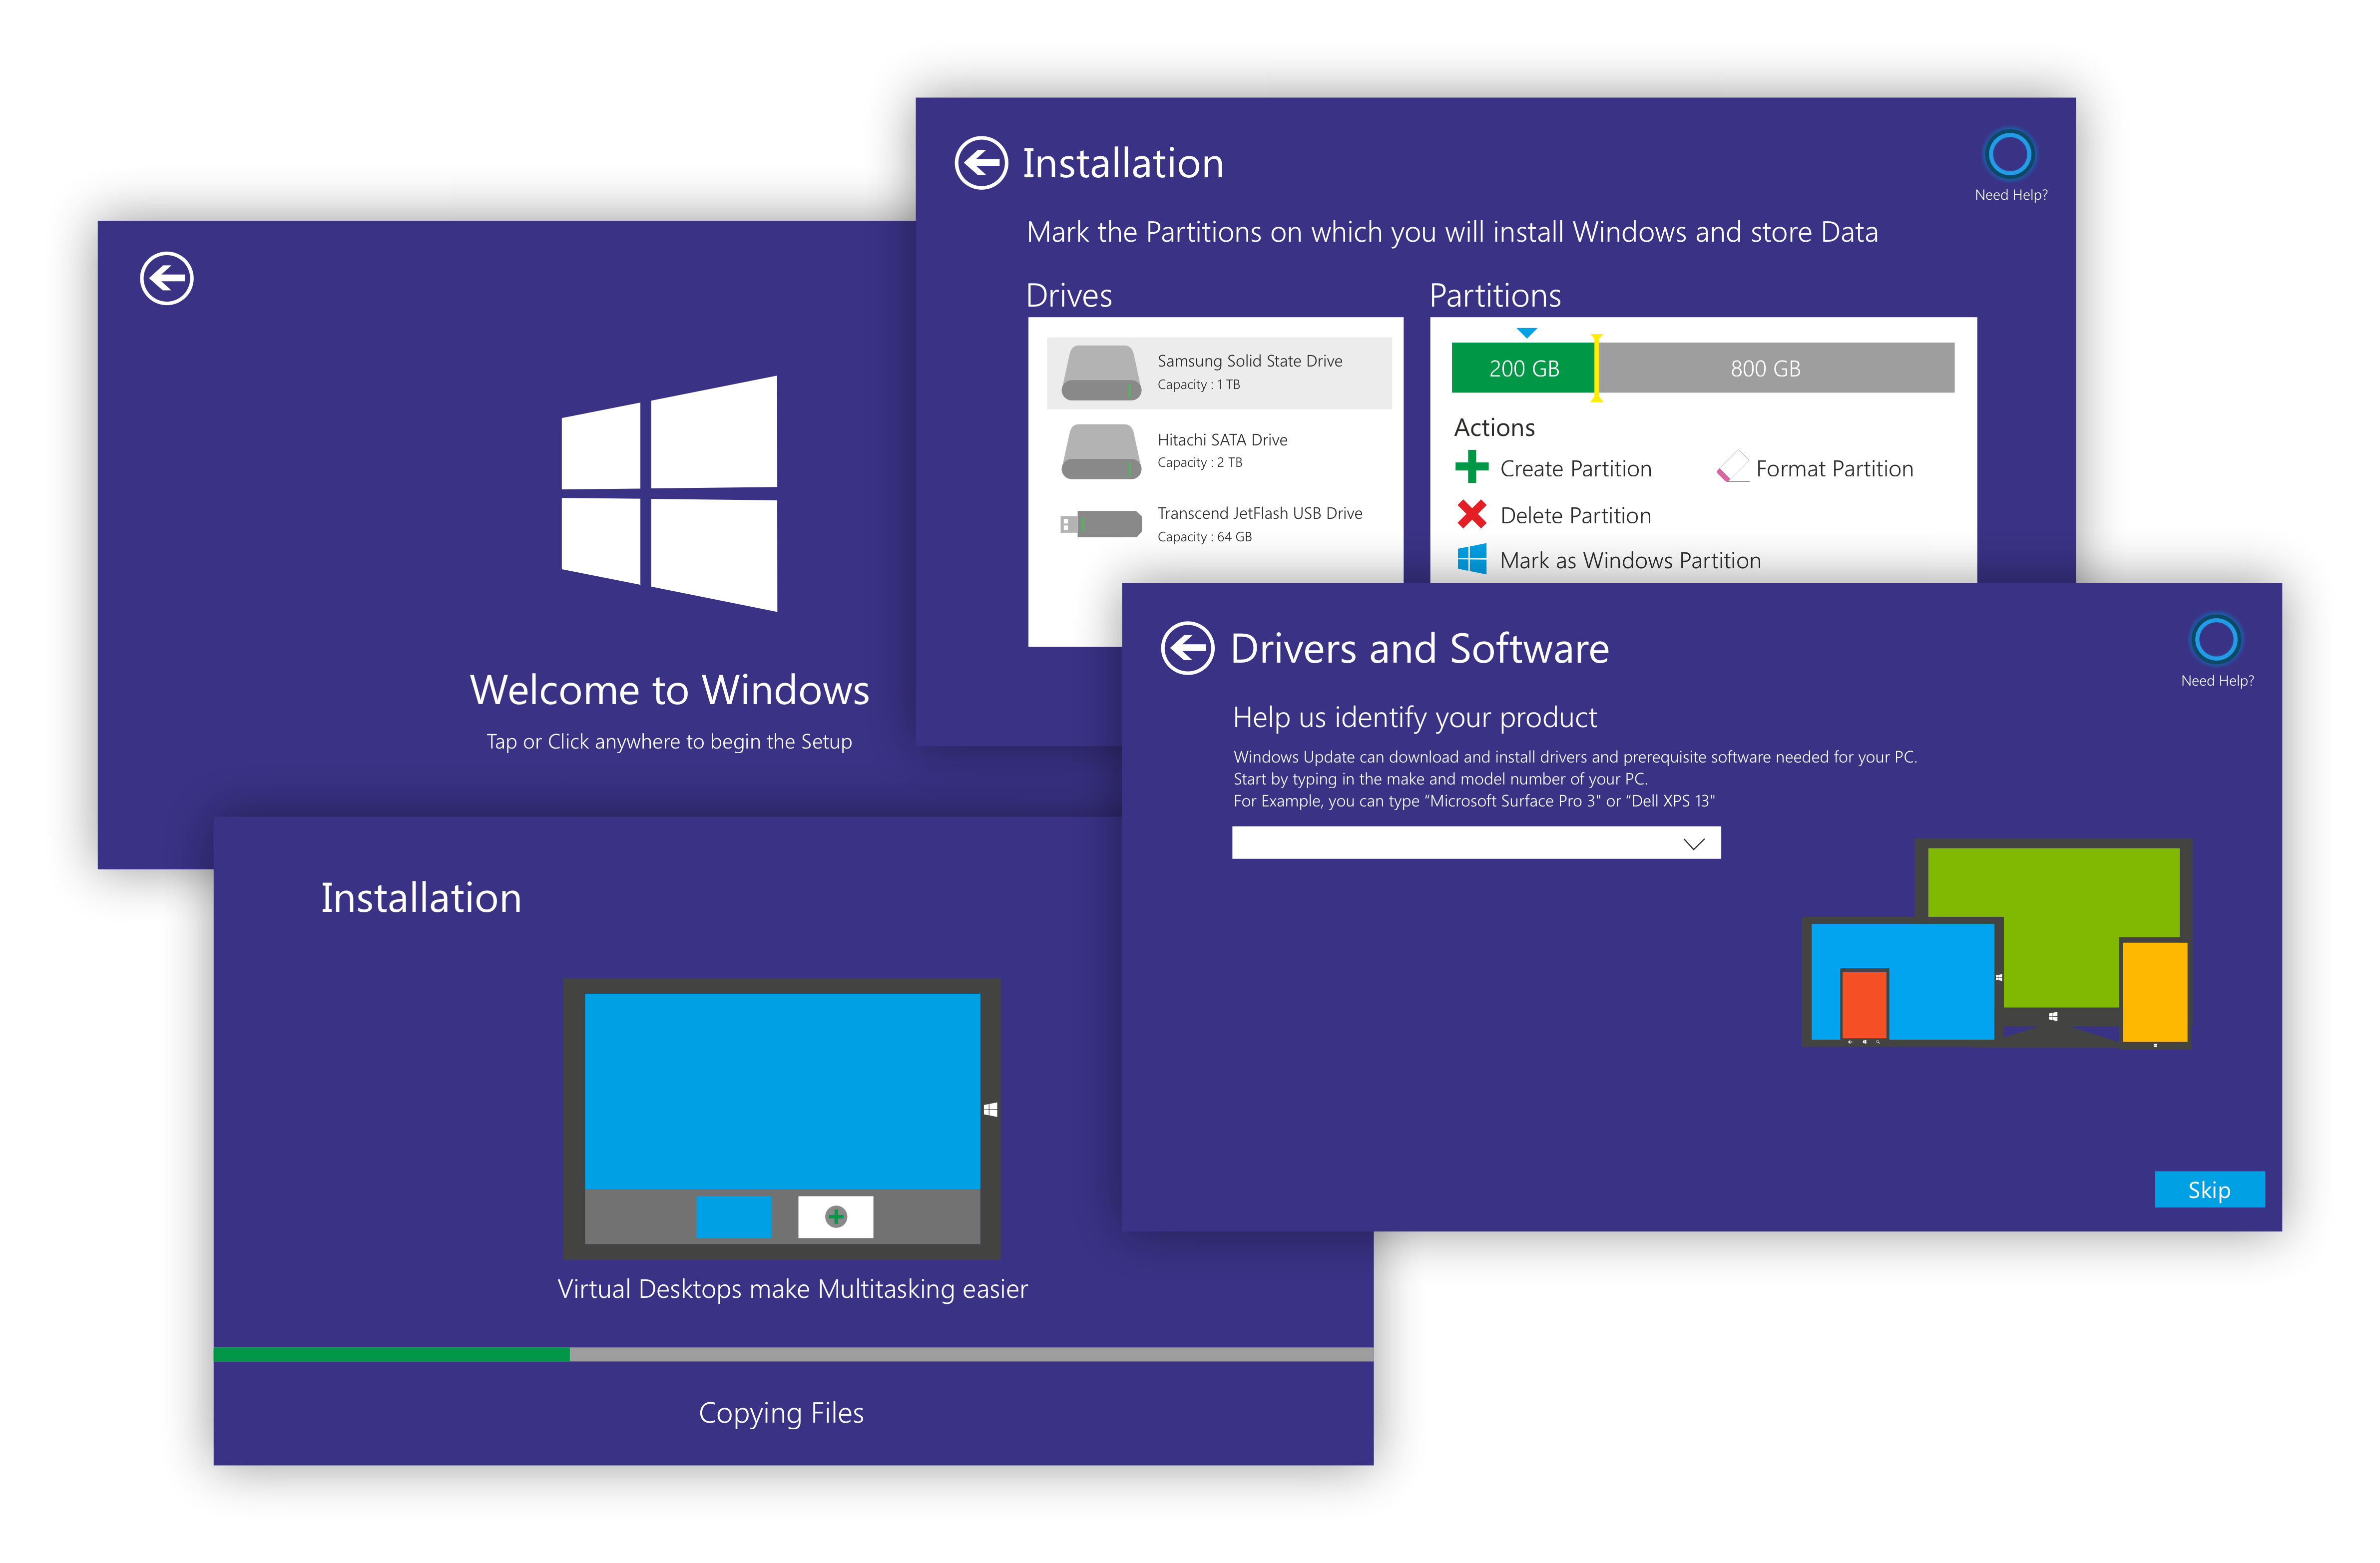 Welcome to Windows
Tap or Click anywhere to begin the Setup
Installation
Need Help?
Mark the Partitions on which you will install Windows and store Data
Drives
Samsung Solid State Drive
Capacity : 1 TB
Hitachi SATA Drive
Capacity : 2 TB
Transcend JetFlash USB Drive
Capacity : 64 GB
Partitions
200 GB
800 GB
Actions
Create Partition
Format Partition
Delete Partition
Mark as Windows Partition
Drivers and Software
Need Help?
Help us identify your product
Windows Update can download and install drivers and prerequisite software needed for your PC.
Start by typing in the make and model number of your PC.
For Example, you can type “Microsoft Surface Pro 3" or “Dell XPS 13"
Skip
Installation
Virtual Desktops make Multitasking easier
Copying Files